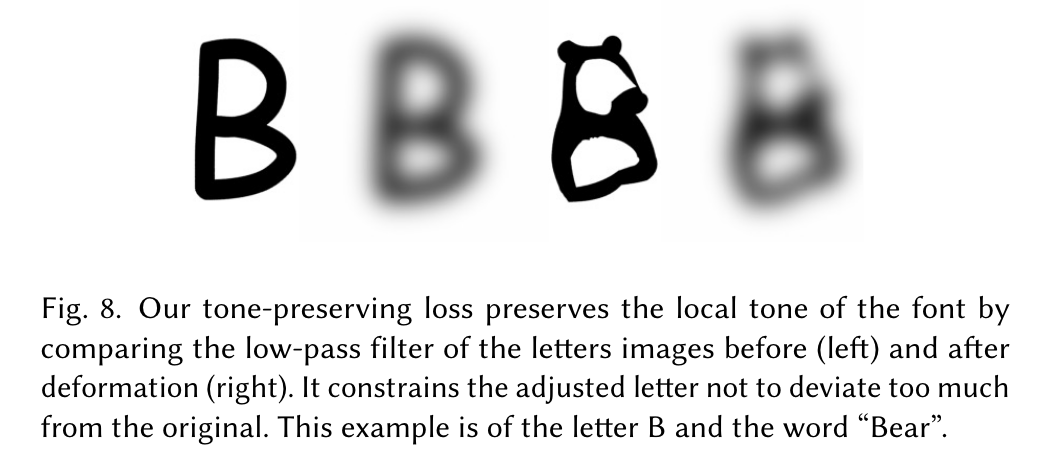 B
Fig. 8. Our tone-preserving loss preserves the local tone of the font by
comparing the low-pass filter of the letters images before (left) and after
deformation (right). It constrains the adjusted letter not to deviate too much
from the original. This example is of the letter B and the word “Bear”.